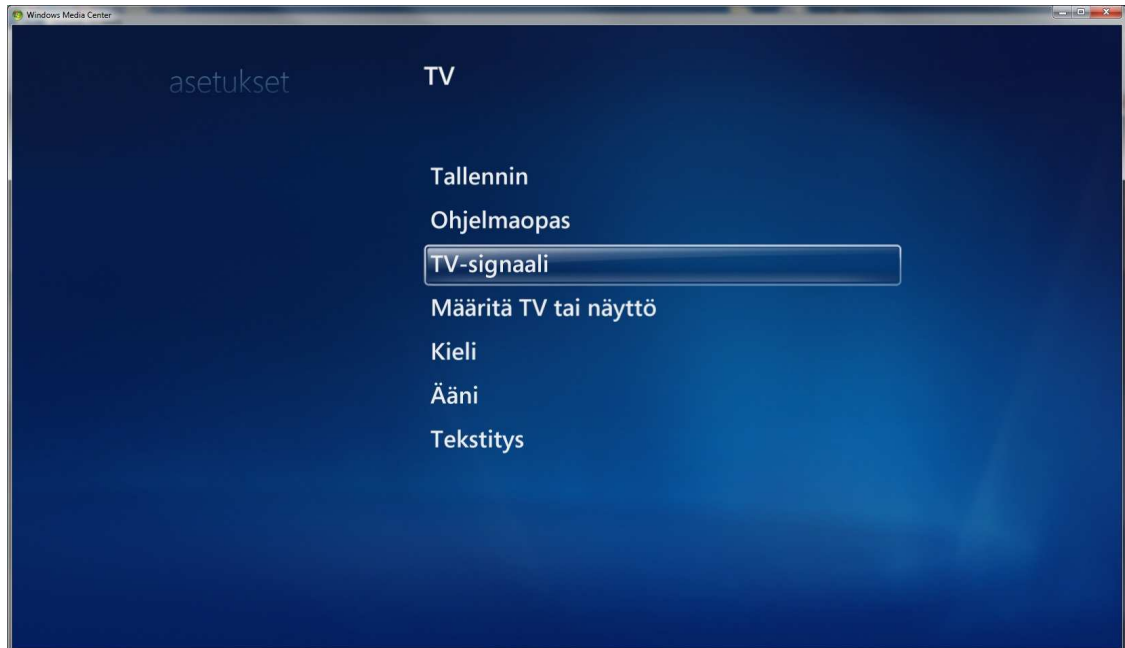 Windows Media Center
asetukset
TV
Tallennin
Ohjelmaopas
TV-signaali
Määritä TV tai näyttö
Kieli
Ääni
Tekstitys